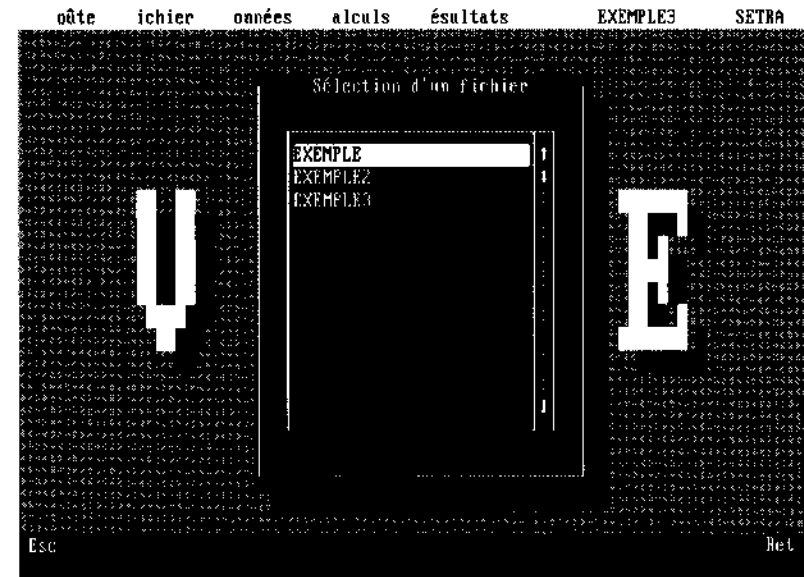 oûte ichier onnées alculs ésultats EXEMPLE3 SETRA
Sélection d'un fichier
EXEMPLE
EXEMPLE2
EXEMPLE3
V E
Esc Ret